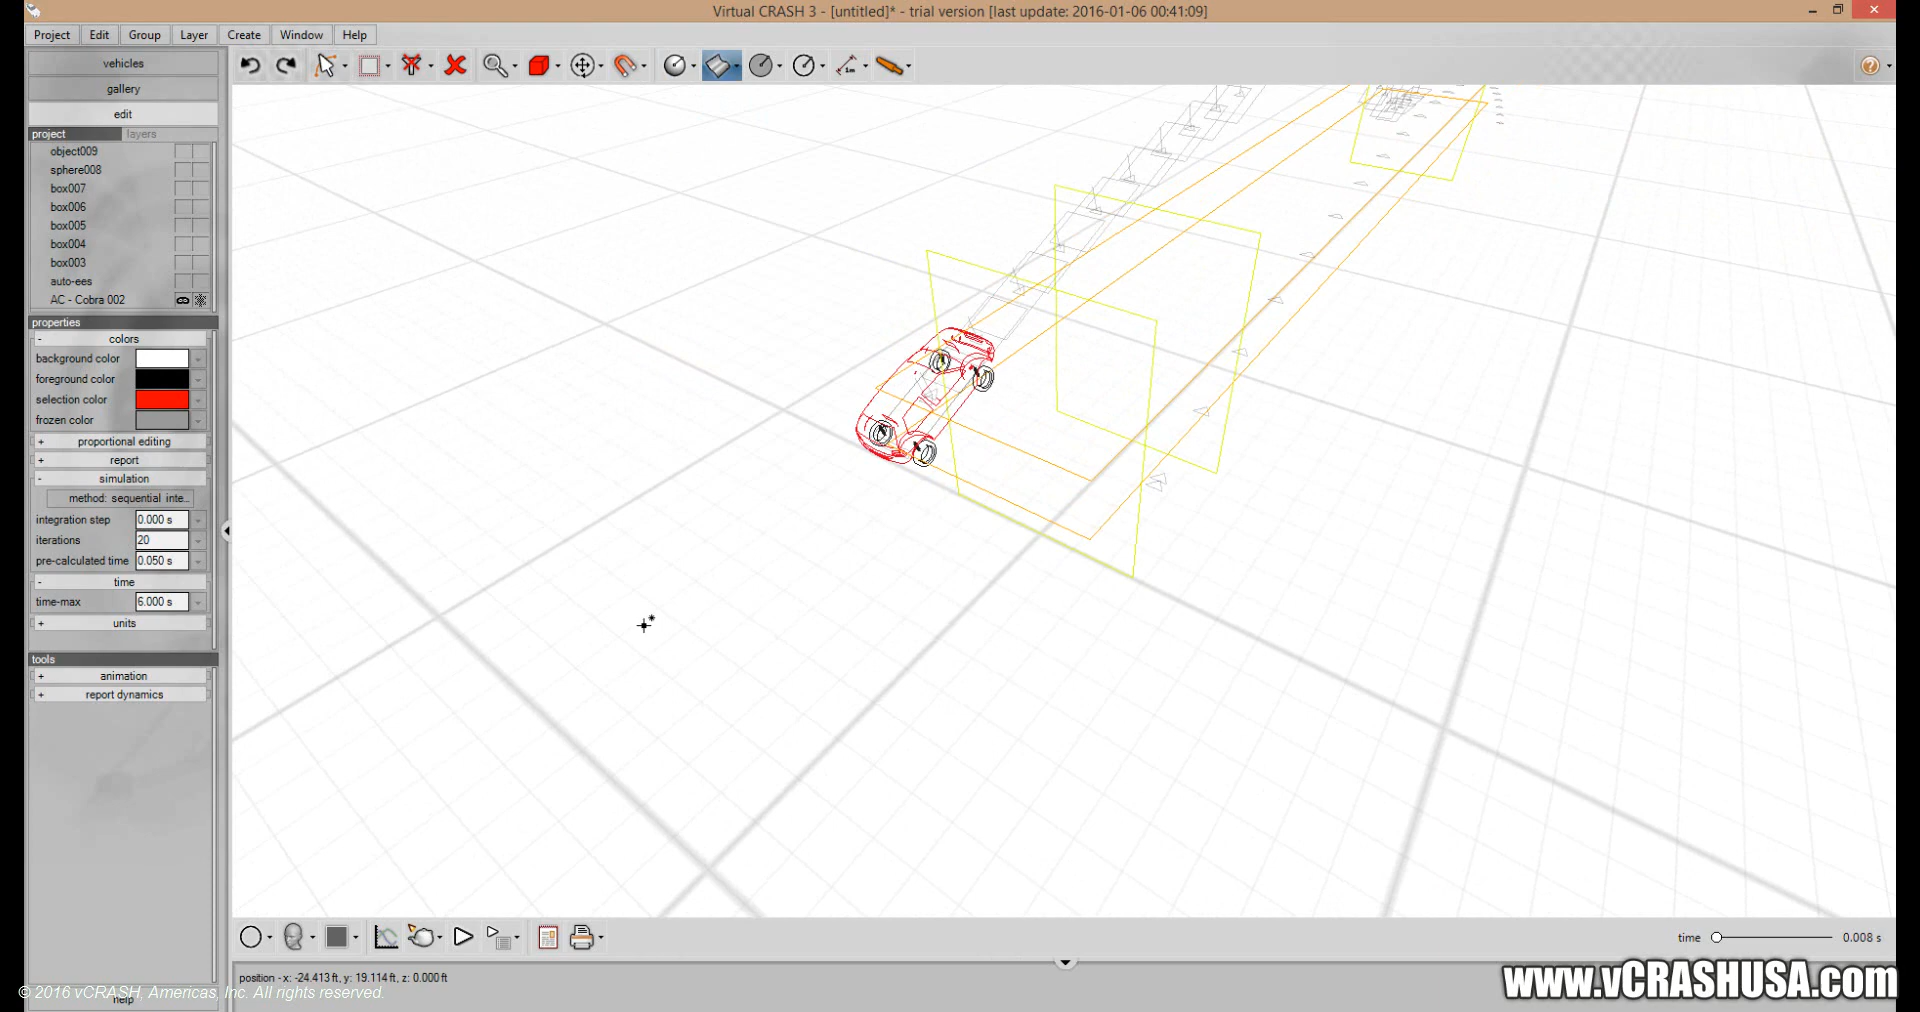 Virtual CRASH 3 - [untitled]* - trial version [last update: 2016-01-06 00:41:09]
Project Edit Group Layer Create Window Help
vehicles
gallery
edit
project layers
object009
sphere008
box007
box006
box005
box004
box003
auto-ees
AC - Cobra 002
properties
- colors
background color
foreground color
selection color
frozen color
+ proportional editing
+ report
- simulation
method: sequential inte..
integration step 0.000 s
iterations 20
pre-calculated time 0.050 s
- time
time-max 6.000 s
+ units
tools
+ animation
+ report dynamics
help
1m
?
time 0.008 s
position - x: -24.413 ft, y: 19.114 ft, z: 0.000 ft
© 2016 vCRASH, Americas, Inc. All rights reserved.
www.vCRASHUSA.com